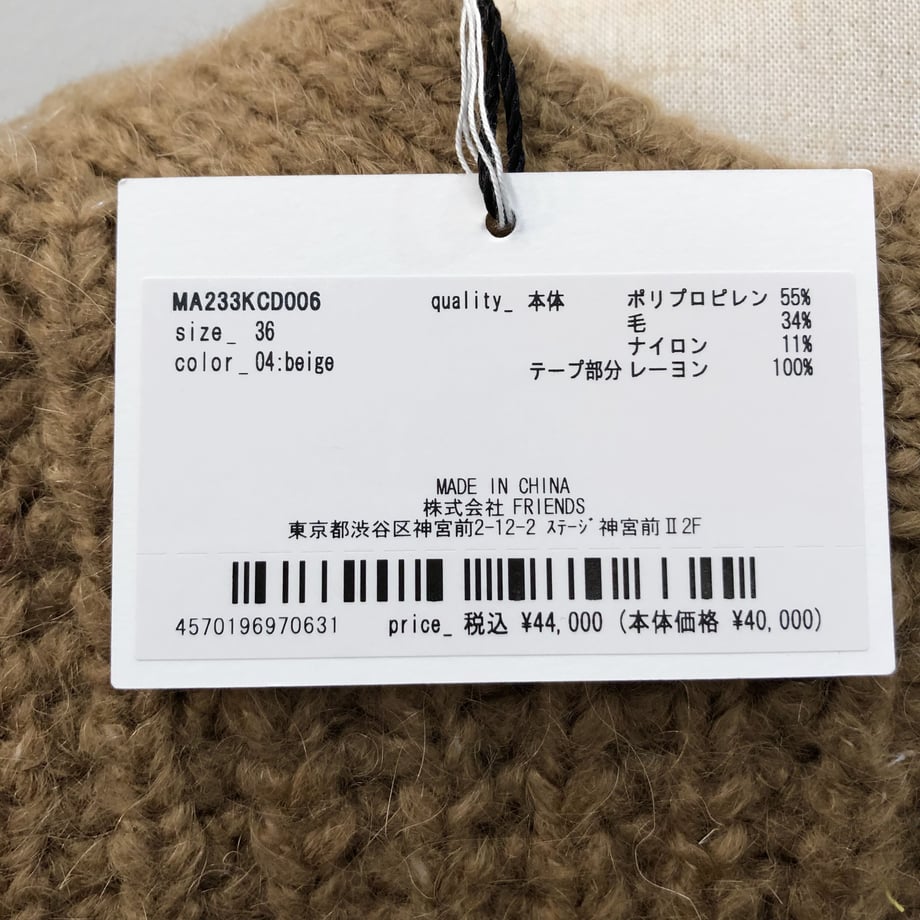 MA233KCD006 quality_ 本体 ポリプロピレン 55%
size_ 36 毛 34%
color_04:beige ナイロン 11%
テープ部分 レーヨン 100%
MADE IN CHINA
株式会社 FRIENDS
東京都渋谷区神宮前2-12-2 ｽﾃｰｼﾞ神宮前Ⅱ2F
4570196970631 price_ 税込 ¥44,000 (本体価格 ¥40,000)